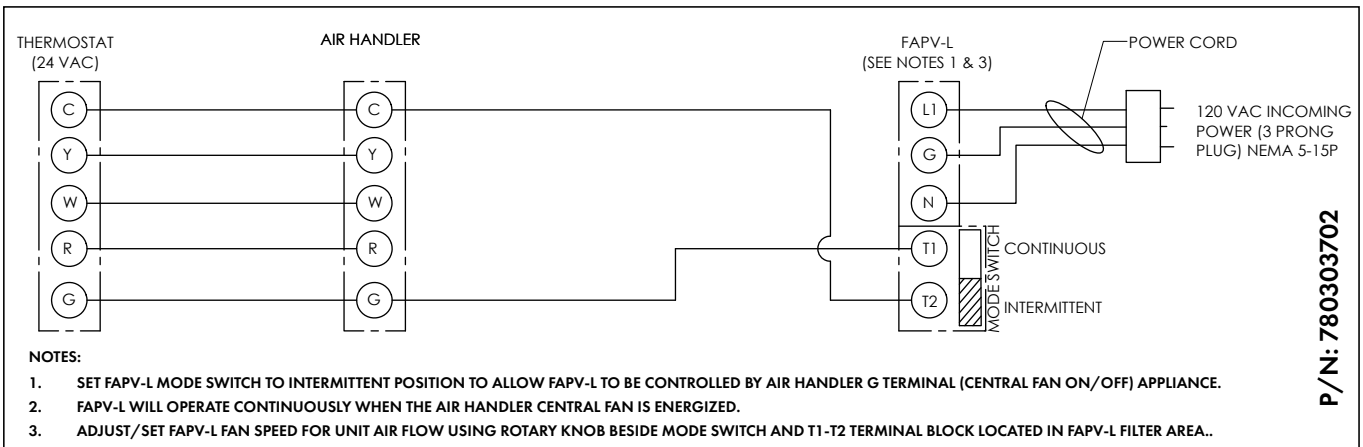 THERMOSTAT
(24 VAC)
AIR HANDLER
FAPV-L
(SEE NOTES 1 & 3)
POWER CORD
C
Y
W
R
G
C
Y
W
R
G
L1
G
N
T1
T2
120 VAC INCOMING
POWER (3 PRONG
PLUG) NEMA 5-15P
MODE SWITCH
CONTINUOUS
INTERMITTENT
P/N: 780303702
NOTES:
1. SET FAPV-L MODE SWITCH TO INTERMITTENT POSITION TO ALLOW FAPV-L TO BE CONTROLLED BY AIR HANDLER G TERMINAL (CENTRAL FAN ON/OFF) APPLIANCE.
2. FAPV-L WILL OPERATE CONTINUOUSLY WHEN THE AIR HANDLER CENTRAL FAN IS ENERGIZED.
3. ADJUST/SET FAPV-L FAN SPEED FOR UNIT AIR FLOW USING ROTARY KNOB BESIDE MODE SWITCH AND T1-T2 TERMINAL BLOCK LOCATED IN FAPV-L FILTER AREA..